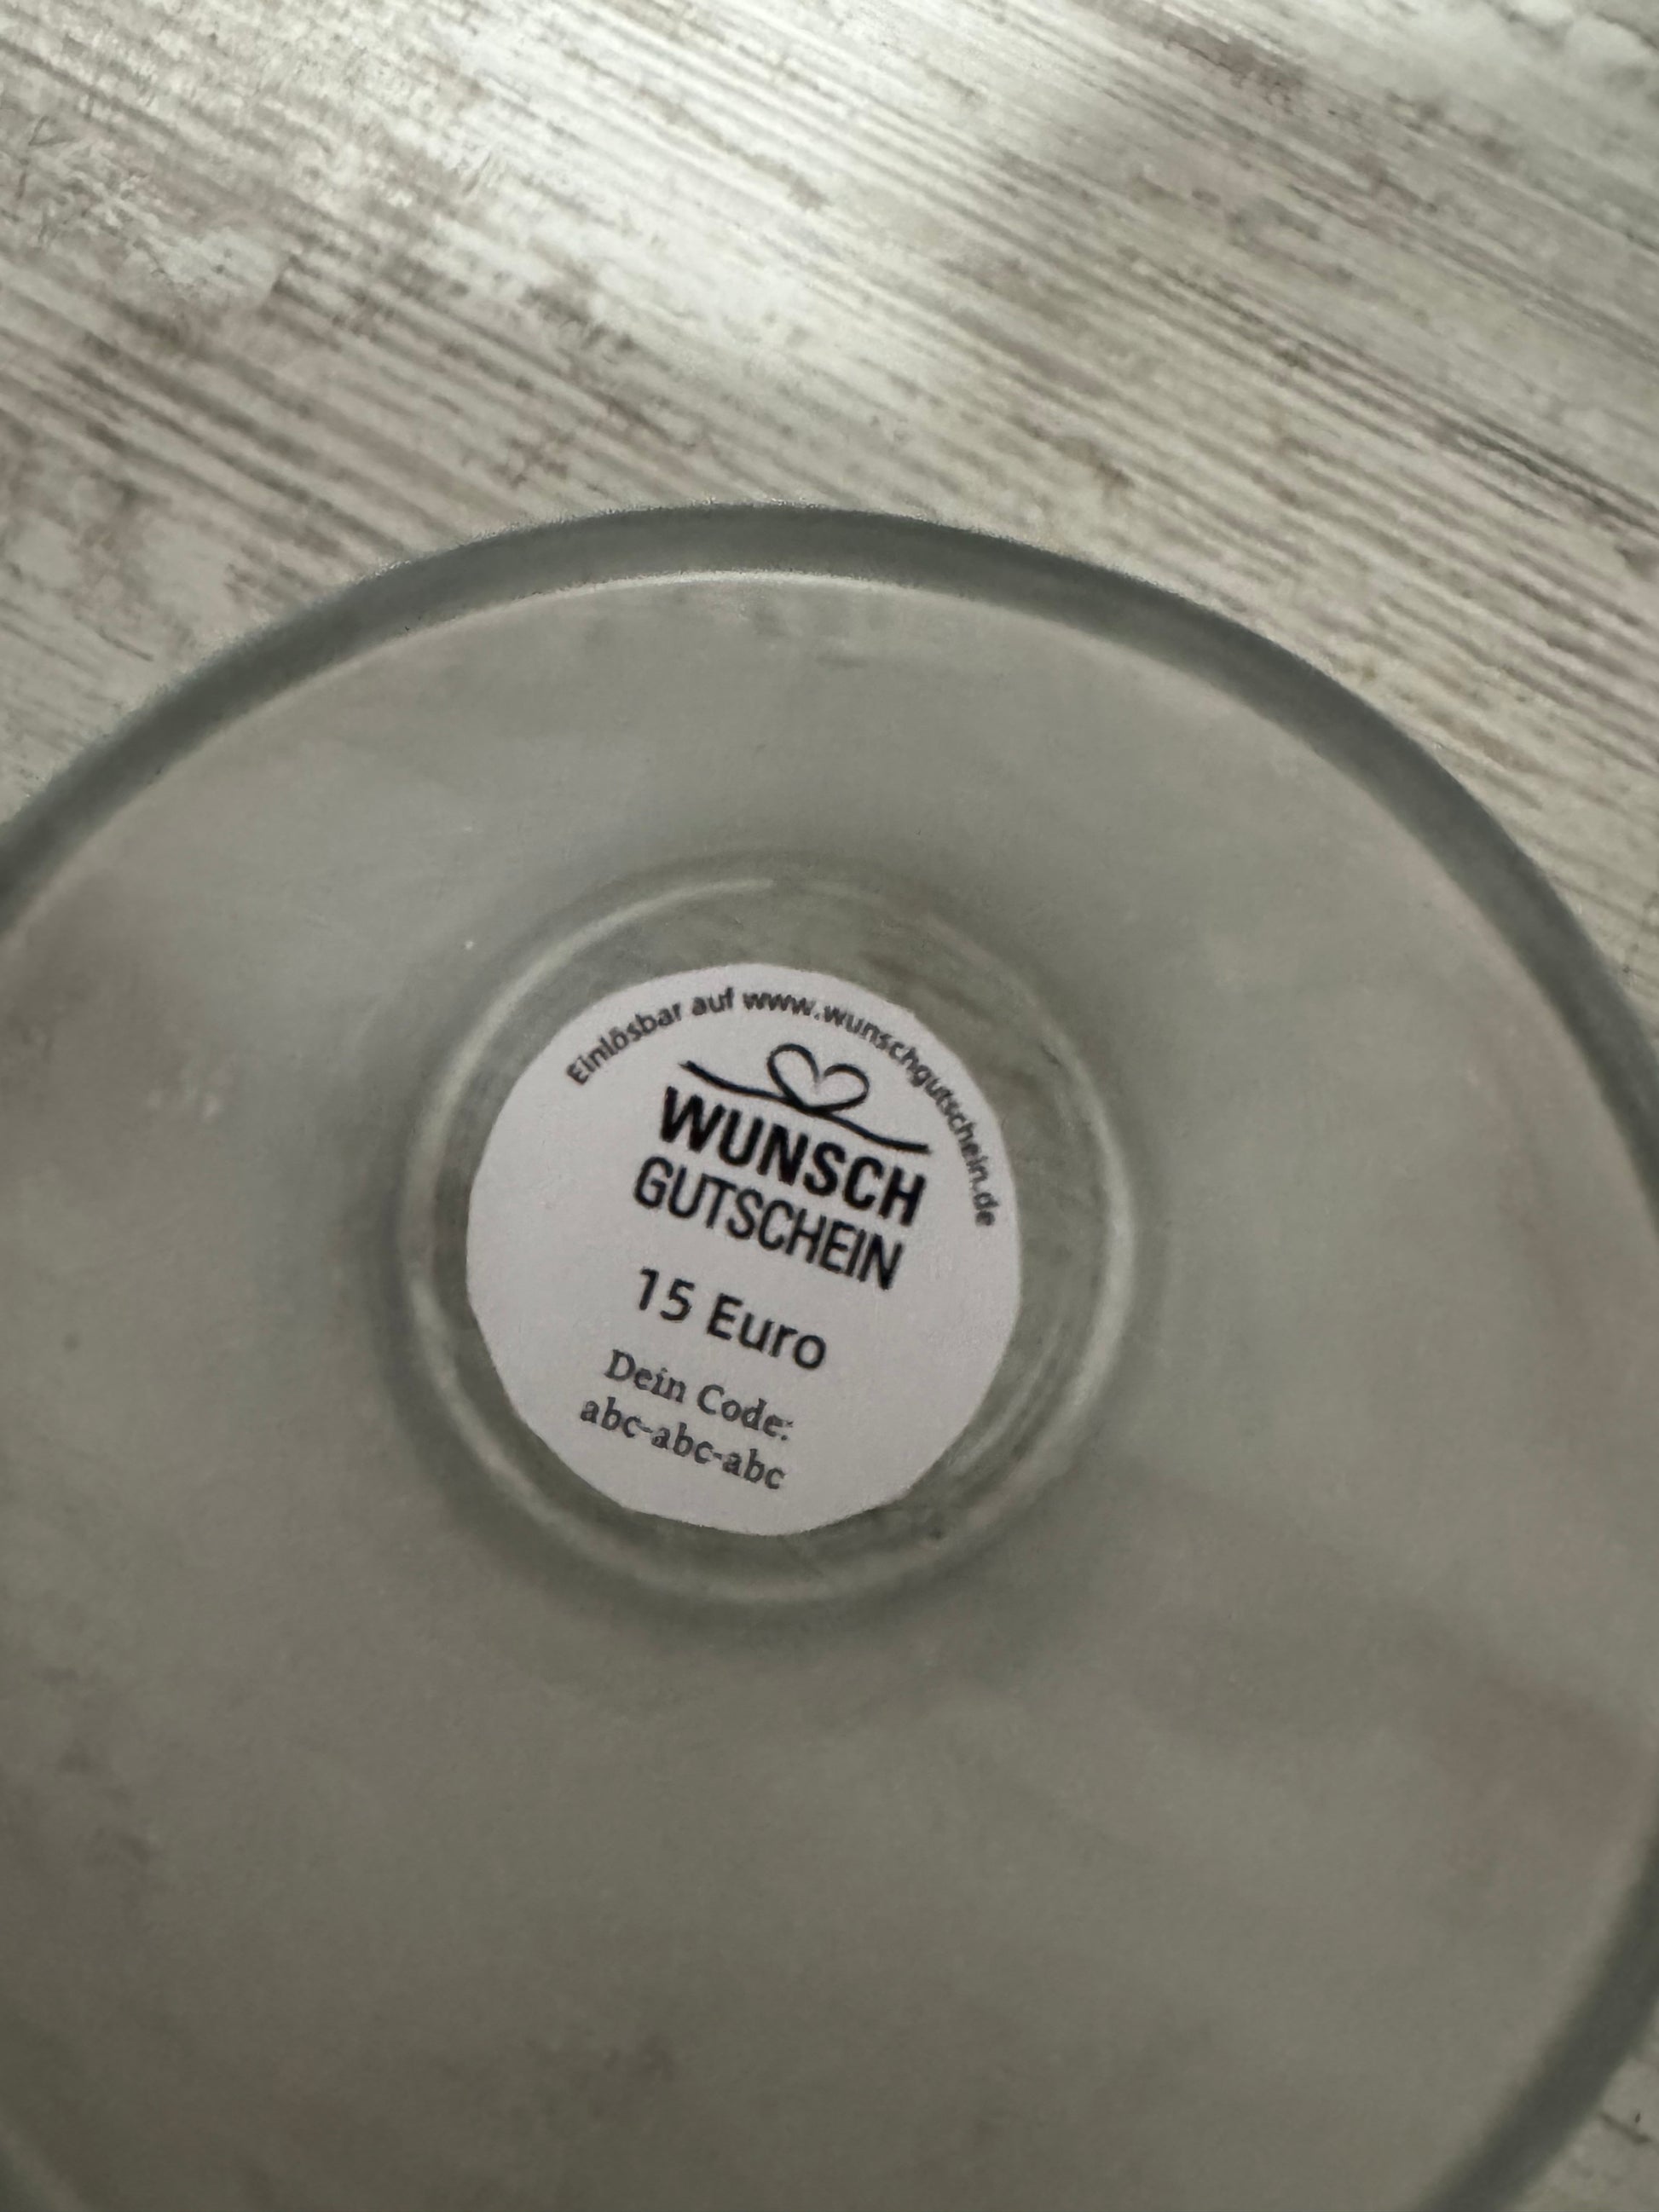 Einlösbar auf www.wunschgutschein.de
WUNSCH
GUTSCHEIN
15 Euro
Dein Code:
abc-abc-abc